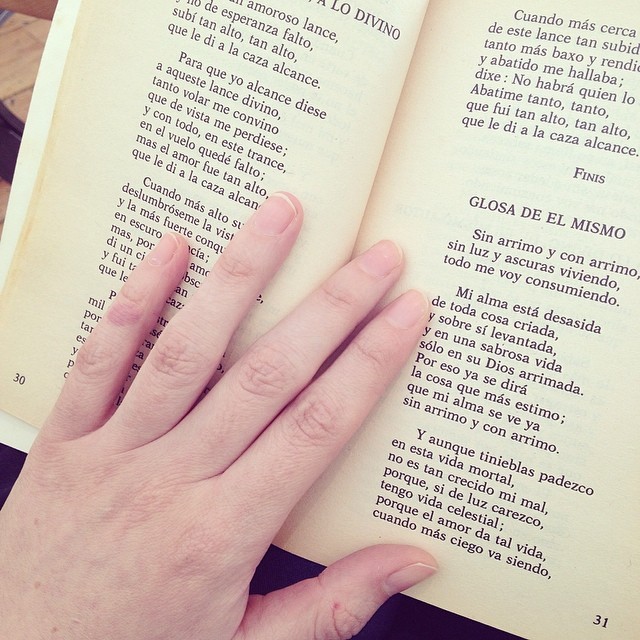 A LO DIVINO
amoroso lance,
y no de esperanza falto,
subí tan alto, tan alto,
que le di a la caza alcance.
Para que yo alcance diese
a aqueste lance divino,
tanto volar me convino
que de vista me perdiese;
y con todo, en este trance,
en el vuelo quedé falto;
mas el amor fue tan alto,
que le di a la caza
Cuando más alto
deslumbróseme la
y la más fuerte
en escuro
mas, por
di un
y fui
que le
mil
por
30
Cuando más cerca
de este lance tan
tanto más baxo y
y abatido me hallaba;
dixe: No habrá quien lo
Abatime tanto, tanto,
que fui tan alto, tan alto,
que le di a la caza alcance.
FINIS
GLOSA DE EL MISMO
Sin arrimo y con arrimo,
sin luz y ascuras viviendo,
todo me voy consumiendo.
Mi alma está desasida
de toda cosa criada,
y sobre sí levantada,
y en una sabrosa vida
sólo en su Dios arrimada.
Por eso ya se dirá
la cosa que más estimo;
que mi alma se ve ya
sin arrimo y con arrimo.
Y aunque tinieblas padezco
en esta vida mortal,
no es tan crecido mi mal,
porque, si de luz carezco,
tengo vida celestial;
porque el amor da tal vida,
cuando más ciego va siendo,
31